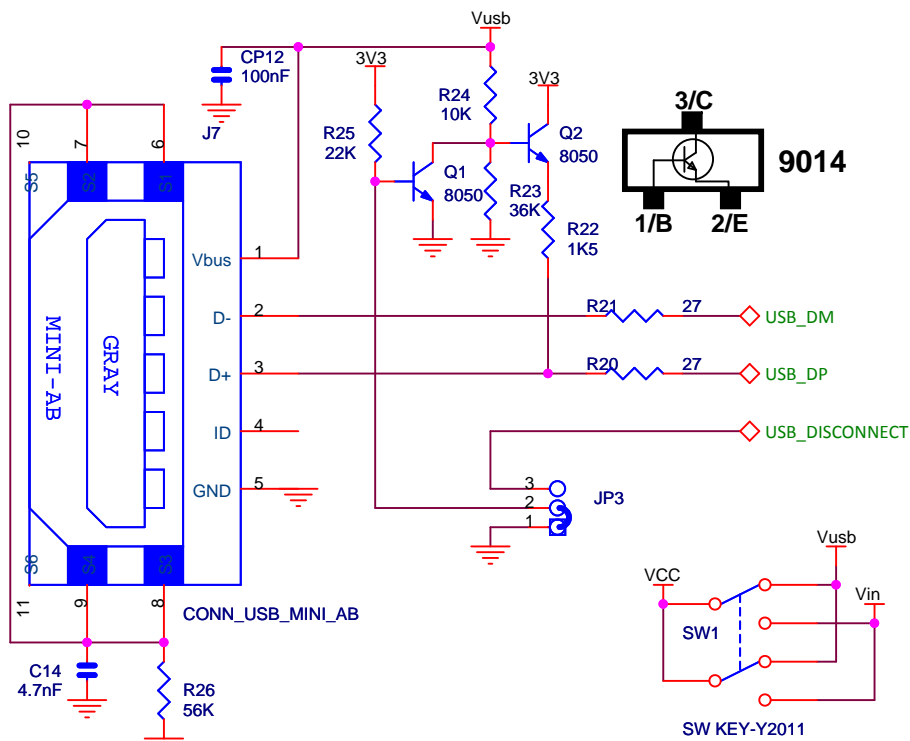 Vusb
CP12
100nF
3V3
3V3
R24
10K
R25
22K
Q2
8050
Q1
8050
R23
36K
R22
1K5
3/C
9014
1/B
2/E
J7
10
7
6
S5
S2
S1
Vbus
1
D-
2
R21
27
USB_DM
D+
3
R20
27
USB_DP
MINI-AB
GRAY
ID
4
USB_DISCONNECT
GND
5
3
2
1
JP3
S6
S4
S3
11
9
8
CONN_USB_MINI_AB
C14
4.7nF
R26
56K
Vusb
VCC
Vin
SW1
SW KEY-Y2011